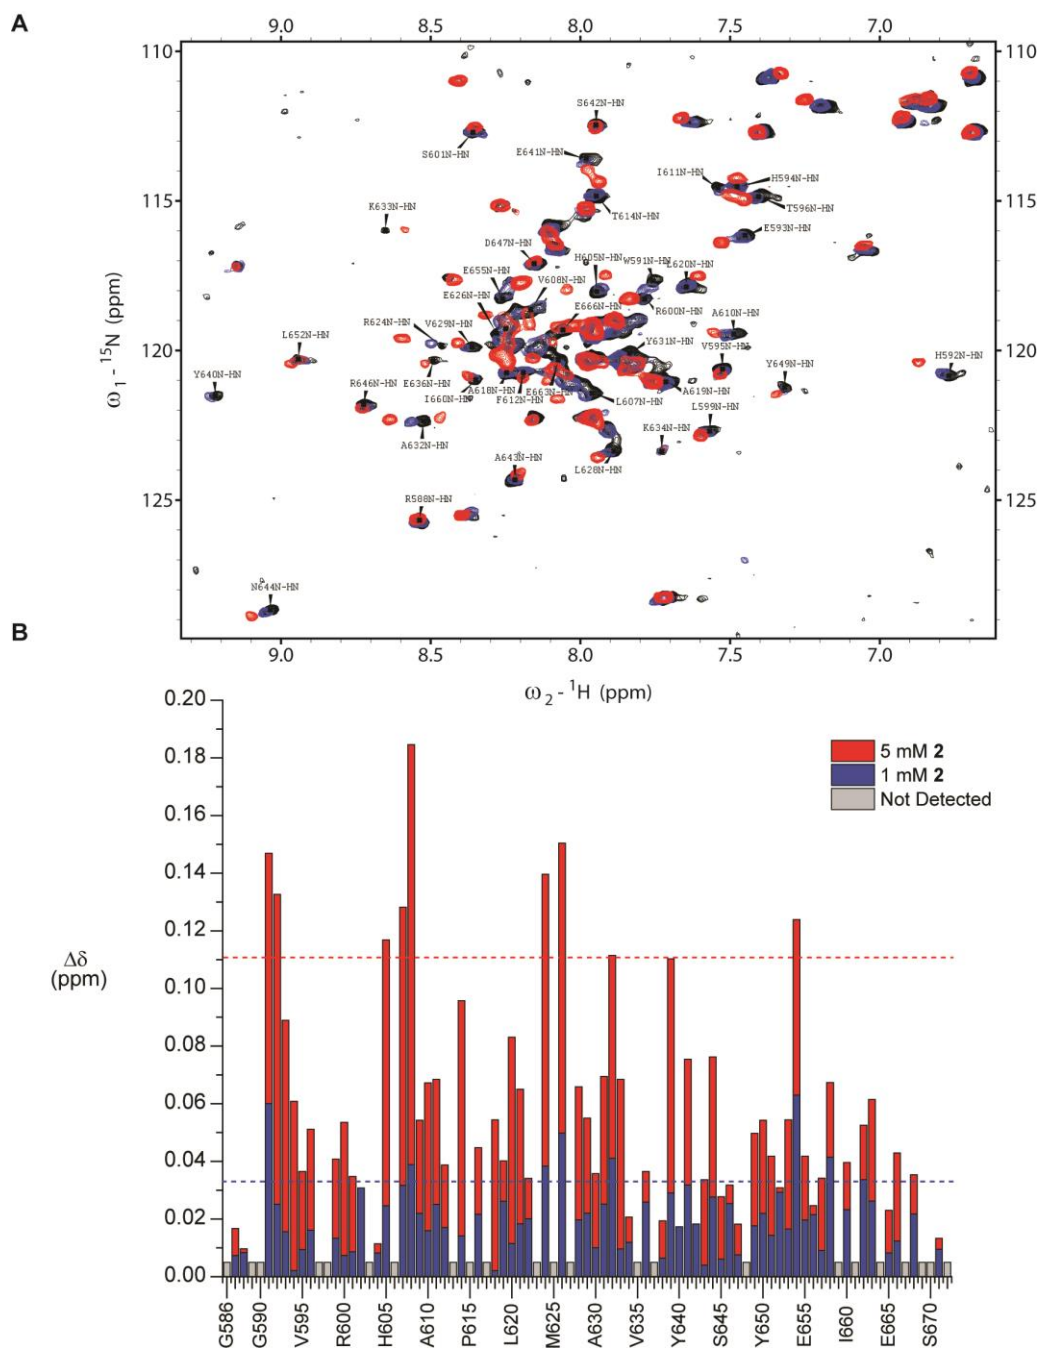 A
9.0 8.5 8.0 7.5 7.0
110 110
S642N-HN
S601N-HN
E641N-HN
I611N-HN H594N-HN
115 115
K633N-HN
T614N-HN T596N-HN
E593N-HN
D647N-HN H605N-HN W591N-HN L620N-HN
E655N-HN V608N-HN
E626N-HN E666N-HN R600N-HN A610N-HN
R624N-HN V629N-HN
L652N-HN Y631N-HN V595N-HN
120 120
H592N-HN
Y640N-HN Y649N-HN
E636N-HN
R646N-HN I660N-HN A618N-HN E663N-HN A619N-HN
F612N-HN L607N-HN L599N-HN
A632N-HN K634N-HN
L628N-HN
A643N-HN
125 125
R588N-HN
N644N-HN
ω1 - 15N (ppm)
9.0 8.5 8.0 7.5 7.0
ω2 - 1H (ppm)
B
0.20
0.18
0.16
0.14
0.12
0.10
0.08
0.06
0.04
0.02
0.00
Δδ
(ppm)
5 mM 2
1 mM 2
Not Detected
G586 G590 V595 R600 H605 A610 P615 L620 M625 A630 V635 Y640 S645 Y650 E655 I660 E665 S670